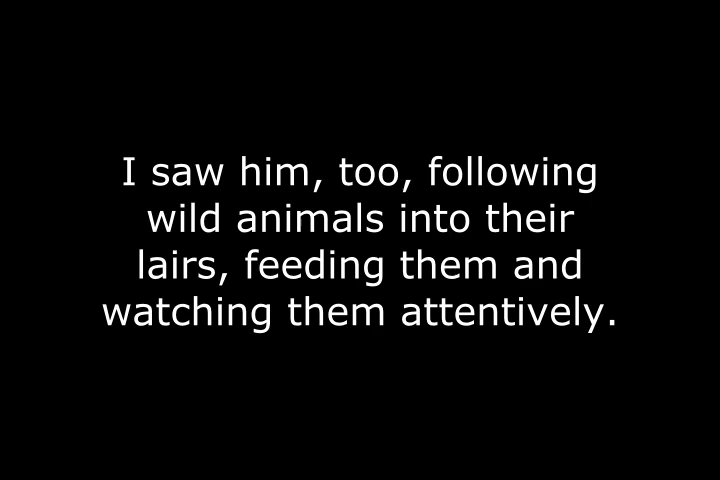 I saw him, too, following
wild animals into their
lairs, feeding them and
watching them attentively.